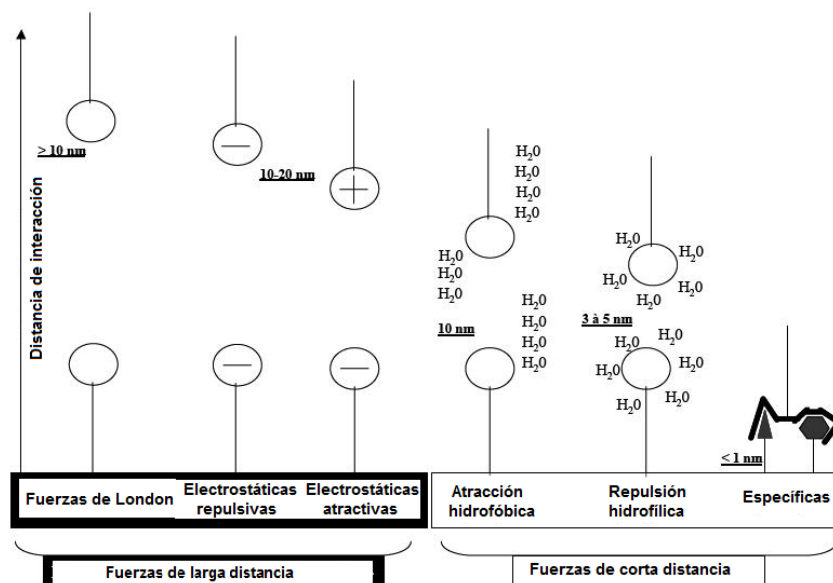 Distancia de interacción
> 10 nm
10-20 nm
H₂0
H₂0
H₂0
H₂0
H₂0
H₂0
H₂0
10 nm
H₂0
H₂0
H₂0
H₂0
H₂0
H₂0
H₂0
H₂0
H₂0
3 à 5 nm
H₂0
H₂0
H₂0
H₂0
H₂0
H₂0
< 1 nm
Fuerzas de London
Electrostáticas
repulsivas
Electrostáticas
atractivas
Atracción
hidrofóbica
Repulsión
hidrofílica
Específicas
Fuerzas de larga distancia
Fuerzas de corta distancia